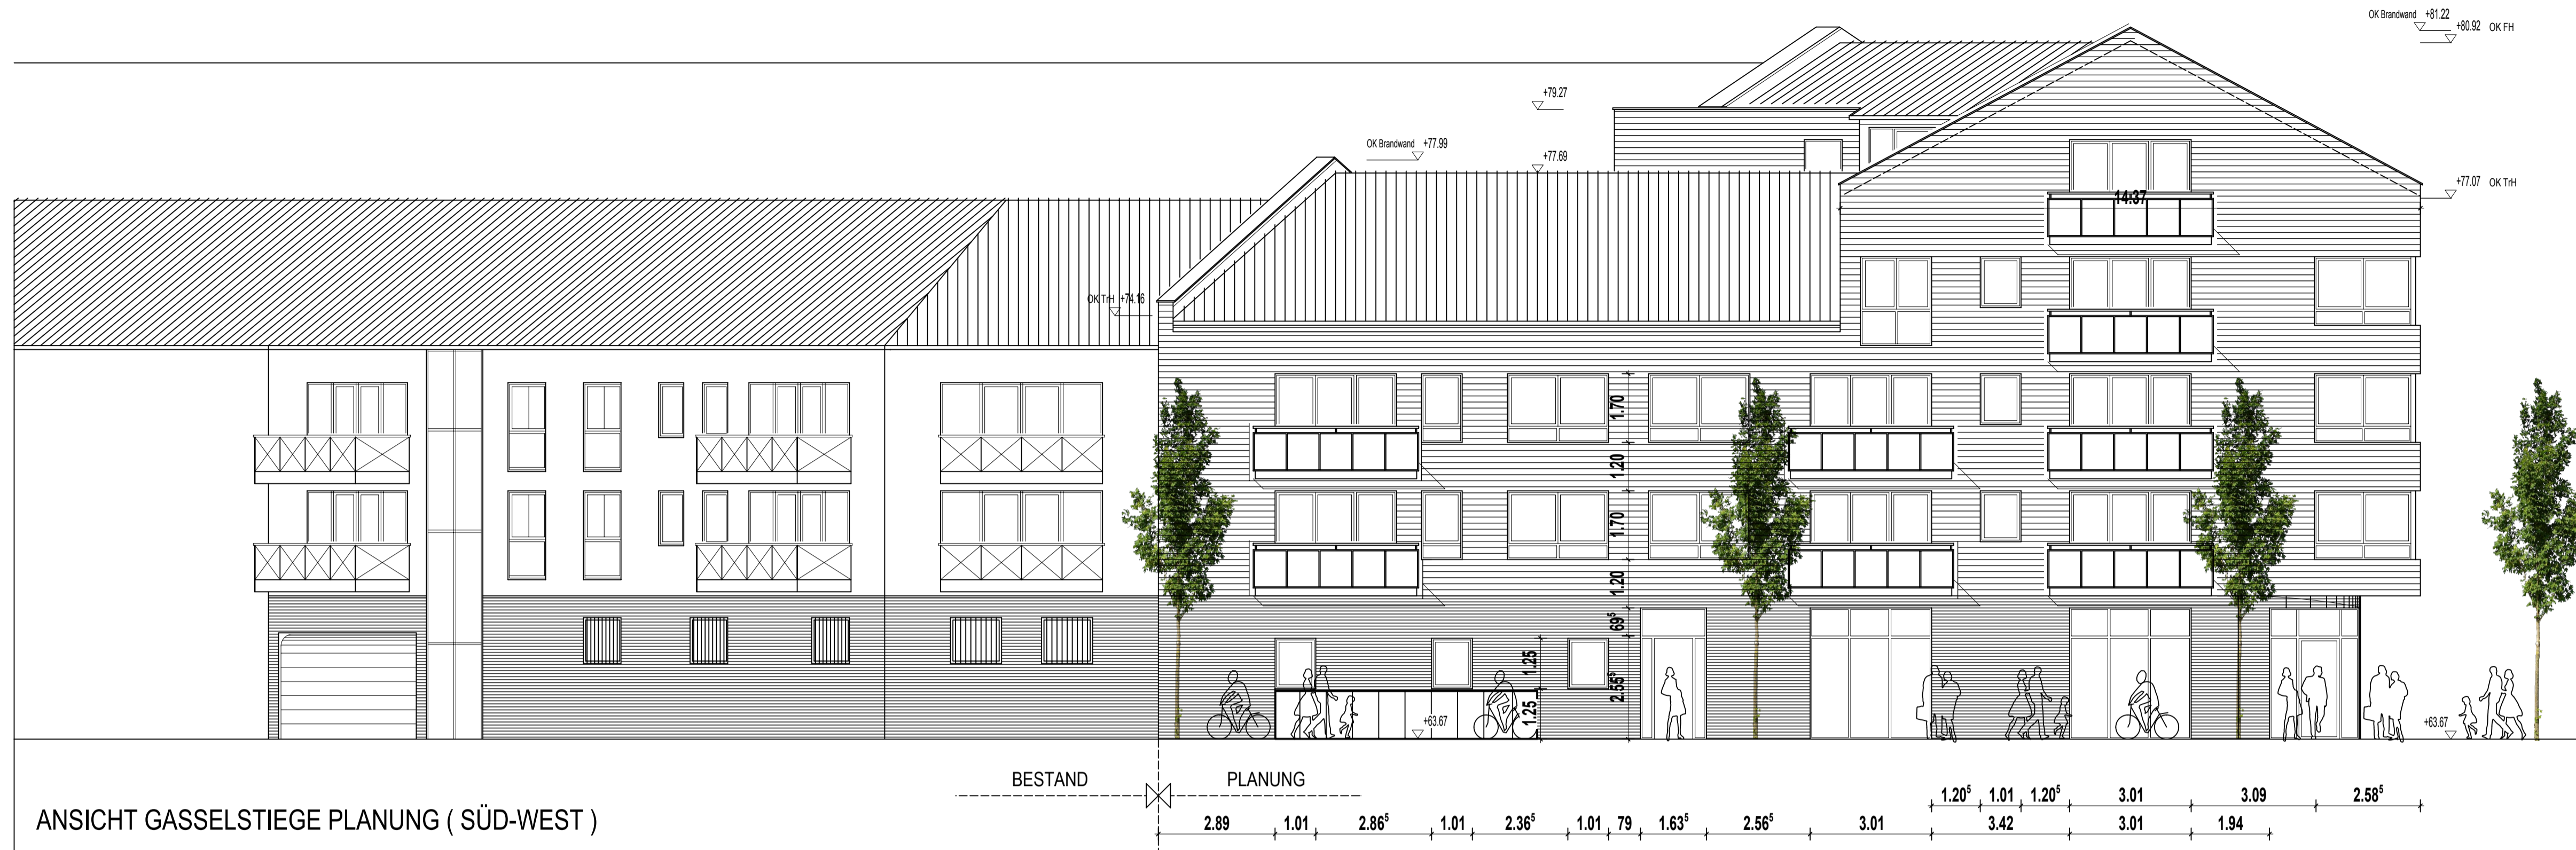 OK Brandwand +81.22
+80.92 OK FH
+79.27
OK Brandwand +77.99
+77.69
+77.07 OK TrH
14.37
OK TrH +74.16
1.70
1.20
1.70
1.20
69⁵
2.55⁵
1.25
1.25
+63.67
+63.67
BESTAND
PLANUNG
ANSICHT GASSELSTIEGE PLANUNG ( SÜD-WEST )
1.20⁵ 1.01 1.20⁵ 3.01 3.09 2.58⁵
2.89 1.01 2.86⁵ 1.01 2.36⁵ 1.01 79 1.63⁵ 2.56⁵ 3.01 3.42 3.01 1.94